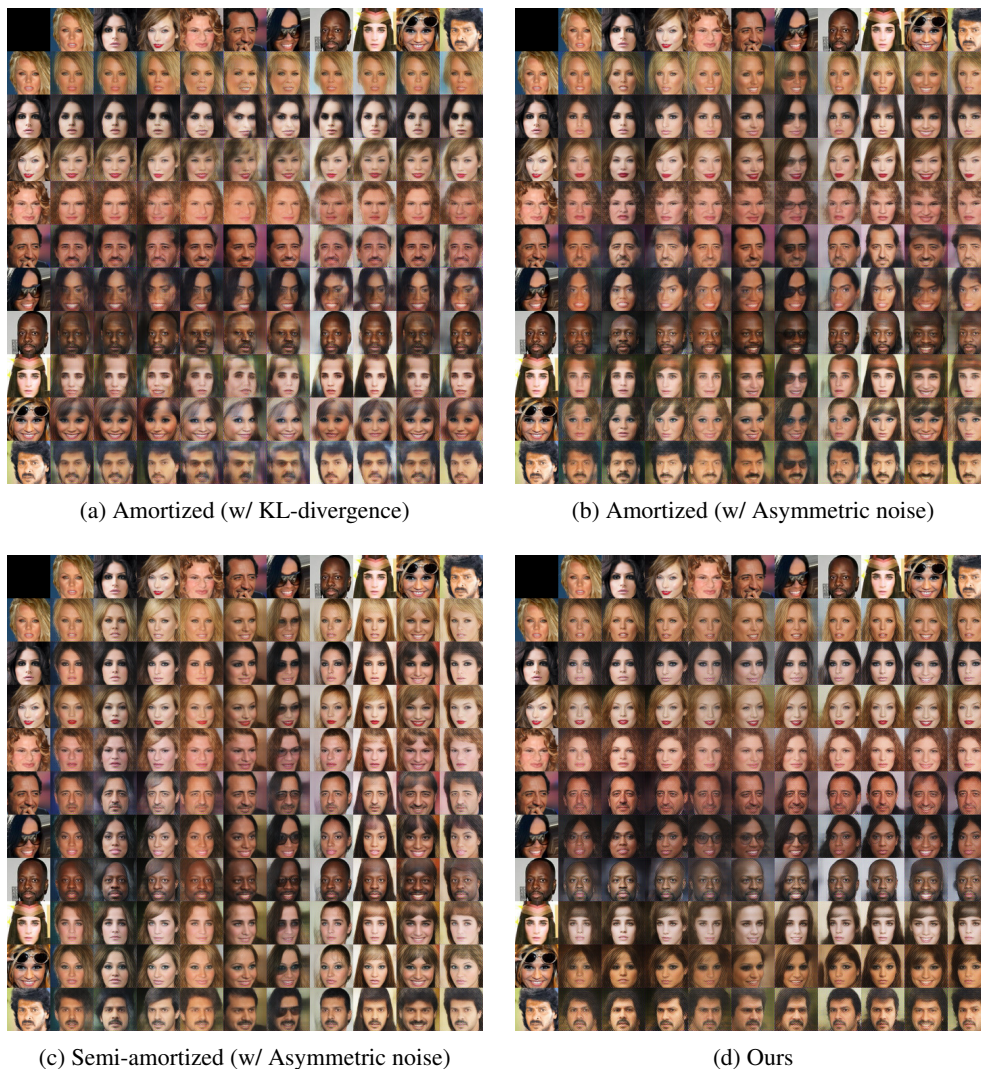 (a) Amortized (w/ KL-divergence)
(b) Amortized (w/ Asymmetric noise)
(c) Semi-amortized (w/ Asymmetric noise)
(d) Ours